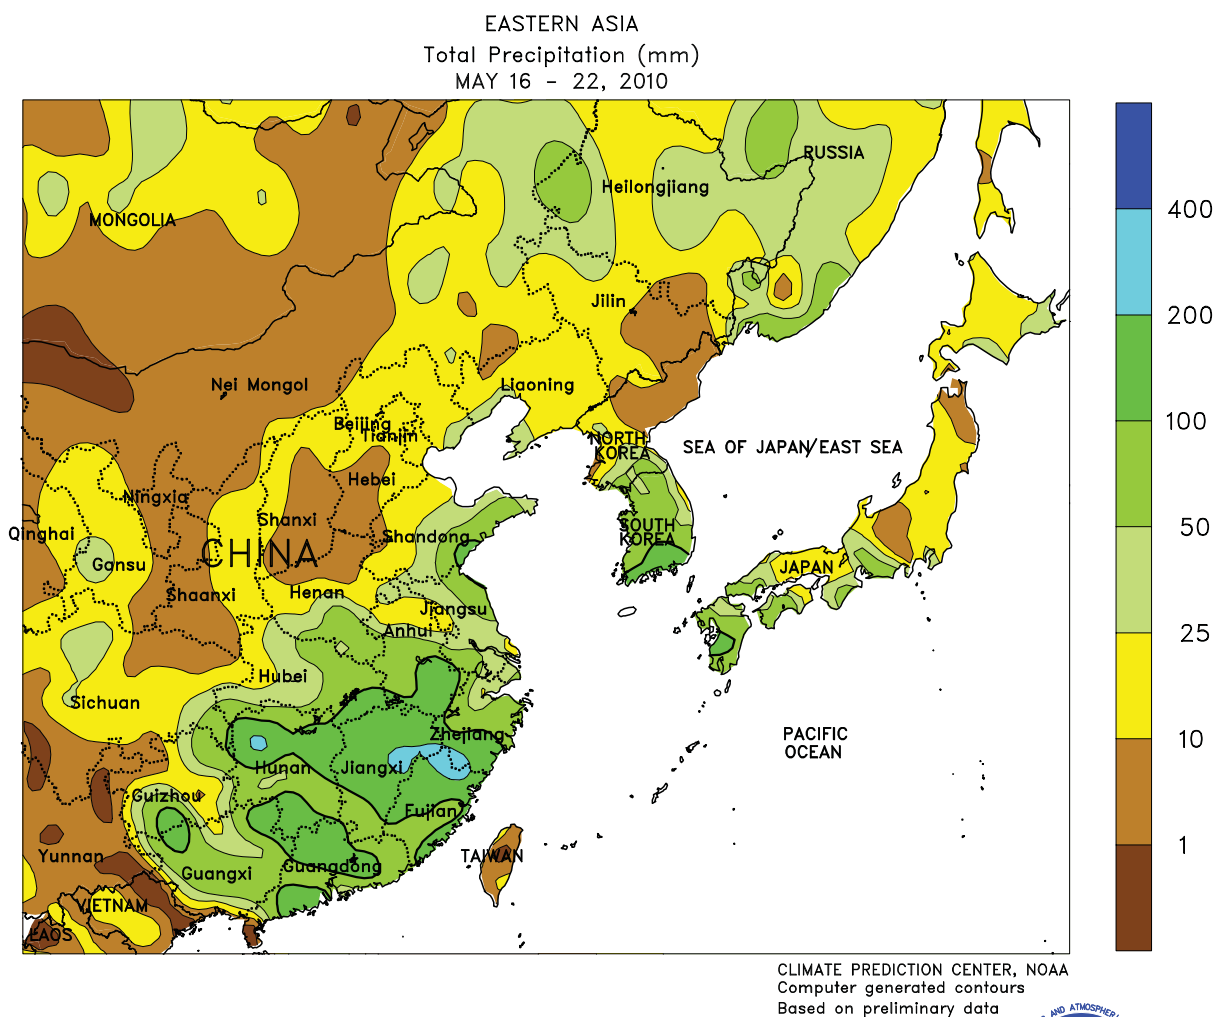 EASTERN ASIA
Total Precipitation (mm)
MAY 16 - 22, 2010
RUSSIA
Heilongjiang
MONGOLIA
400
Jilin
200
Nei Mongol
Liaoning
Beijing
Tianjin
100
NORTH
KOREA
SEA OF JAPAN/EAST SEA
Hebei
Ningxia
Shanxi
50
Qinghai
SOUTH
KOREA
Shandong
CHINA
Gansu
JAPAN
Shaanxi
Henan
Jiangsu
Anhui
25
Hubei
Sichuan
Zhejiang
PACIFIC
OCEAN
10
Hunan
Jiangxi
Guizhou
Fujian
1
Yunnan
TAIWAN
Guangxi
Guangdong
VIETNAM
LAOS
CLIMATE PREDICTION CENTER, NOAA
Computer generated contours
Based on preliminary data
AND ATMOSPHER